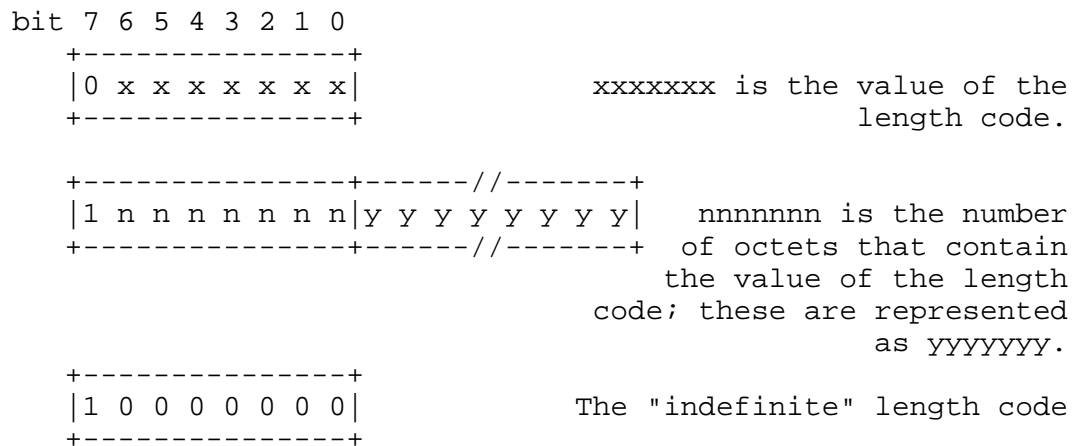 bit 7 6 5 4 3 2 1 0
+---------------+
|0 x x x x x x x| xxxxxxx is the value of the
+---------------+ length code.
+---------------+------//-------+
|1 n n n n n n n|y y y y y y y y| nnnnnnn is the number
+---------------+------//-------+ of octets that contain
the value of the length
code; these are represented
as yyyyyyy.
+---------------+
|1 0 0 0 0 0 0 0| The "indefinite" length code
+---------------+